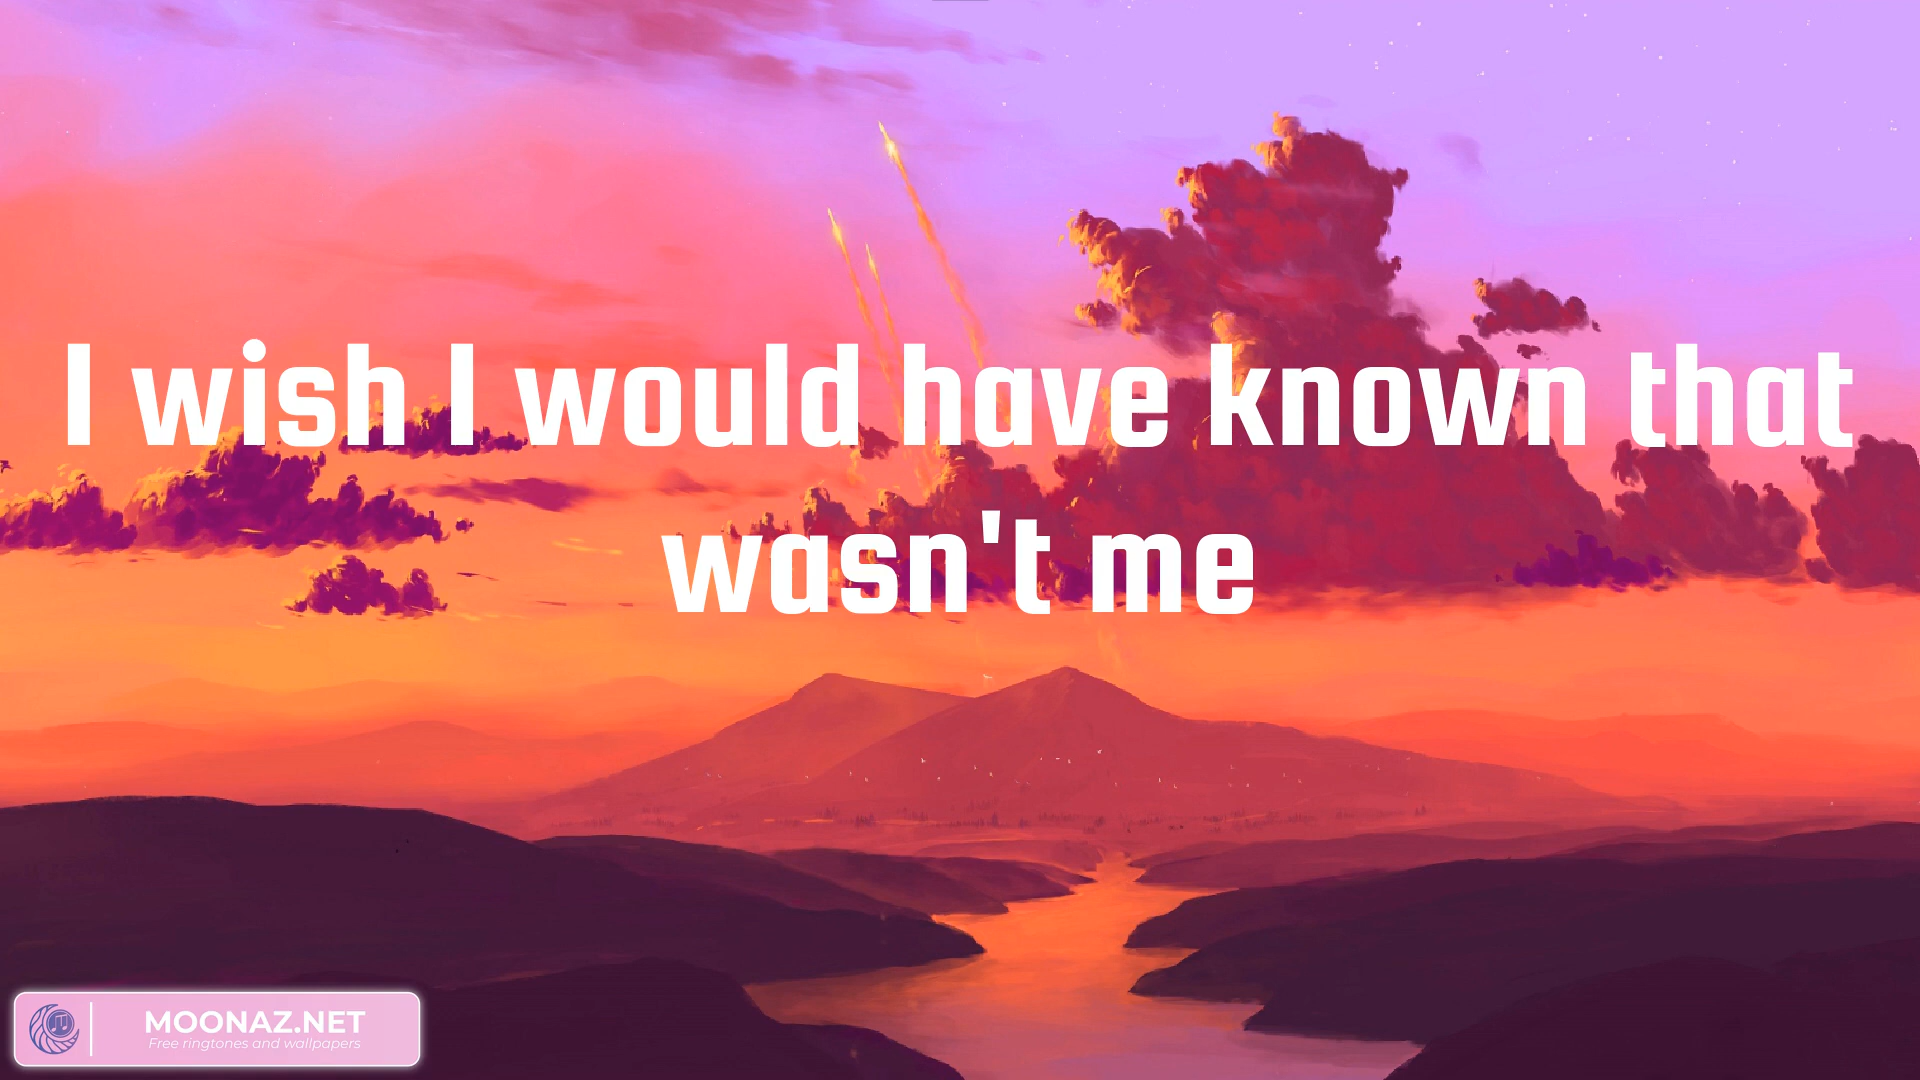 I wish I would have known that
wasn't me
MOONAZ.NET
Free ringtones and wallpapers